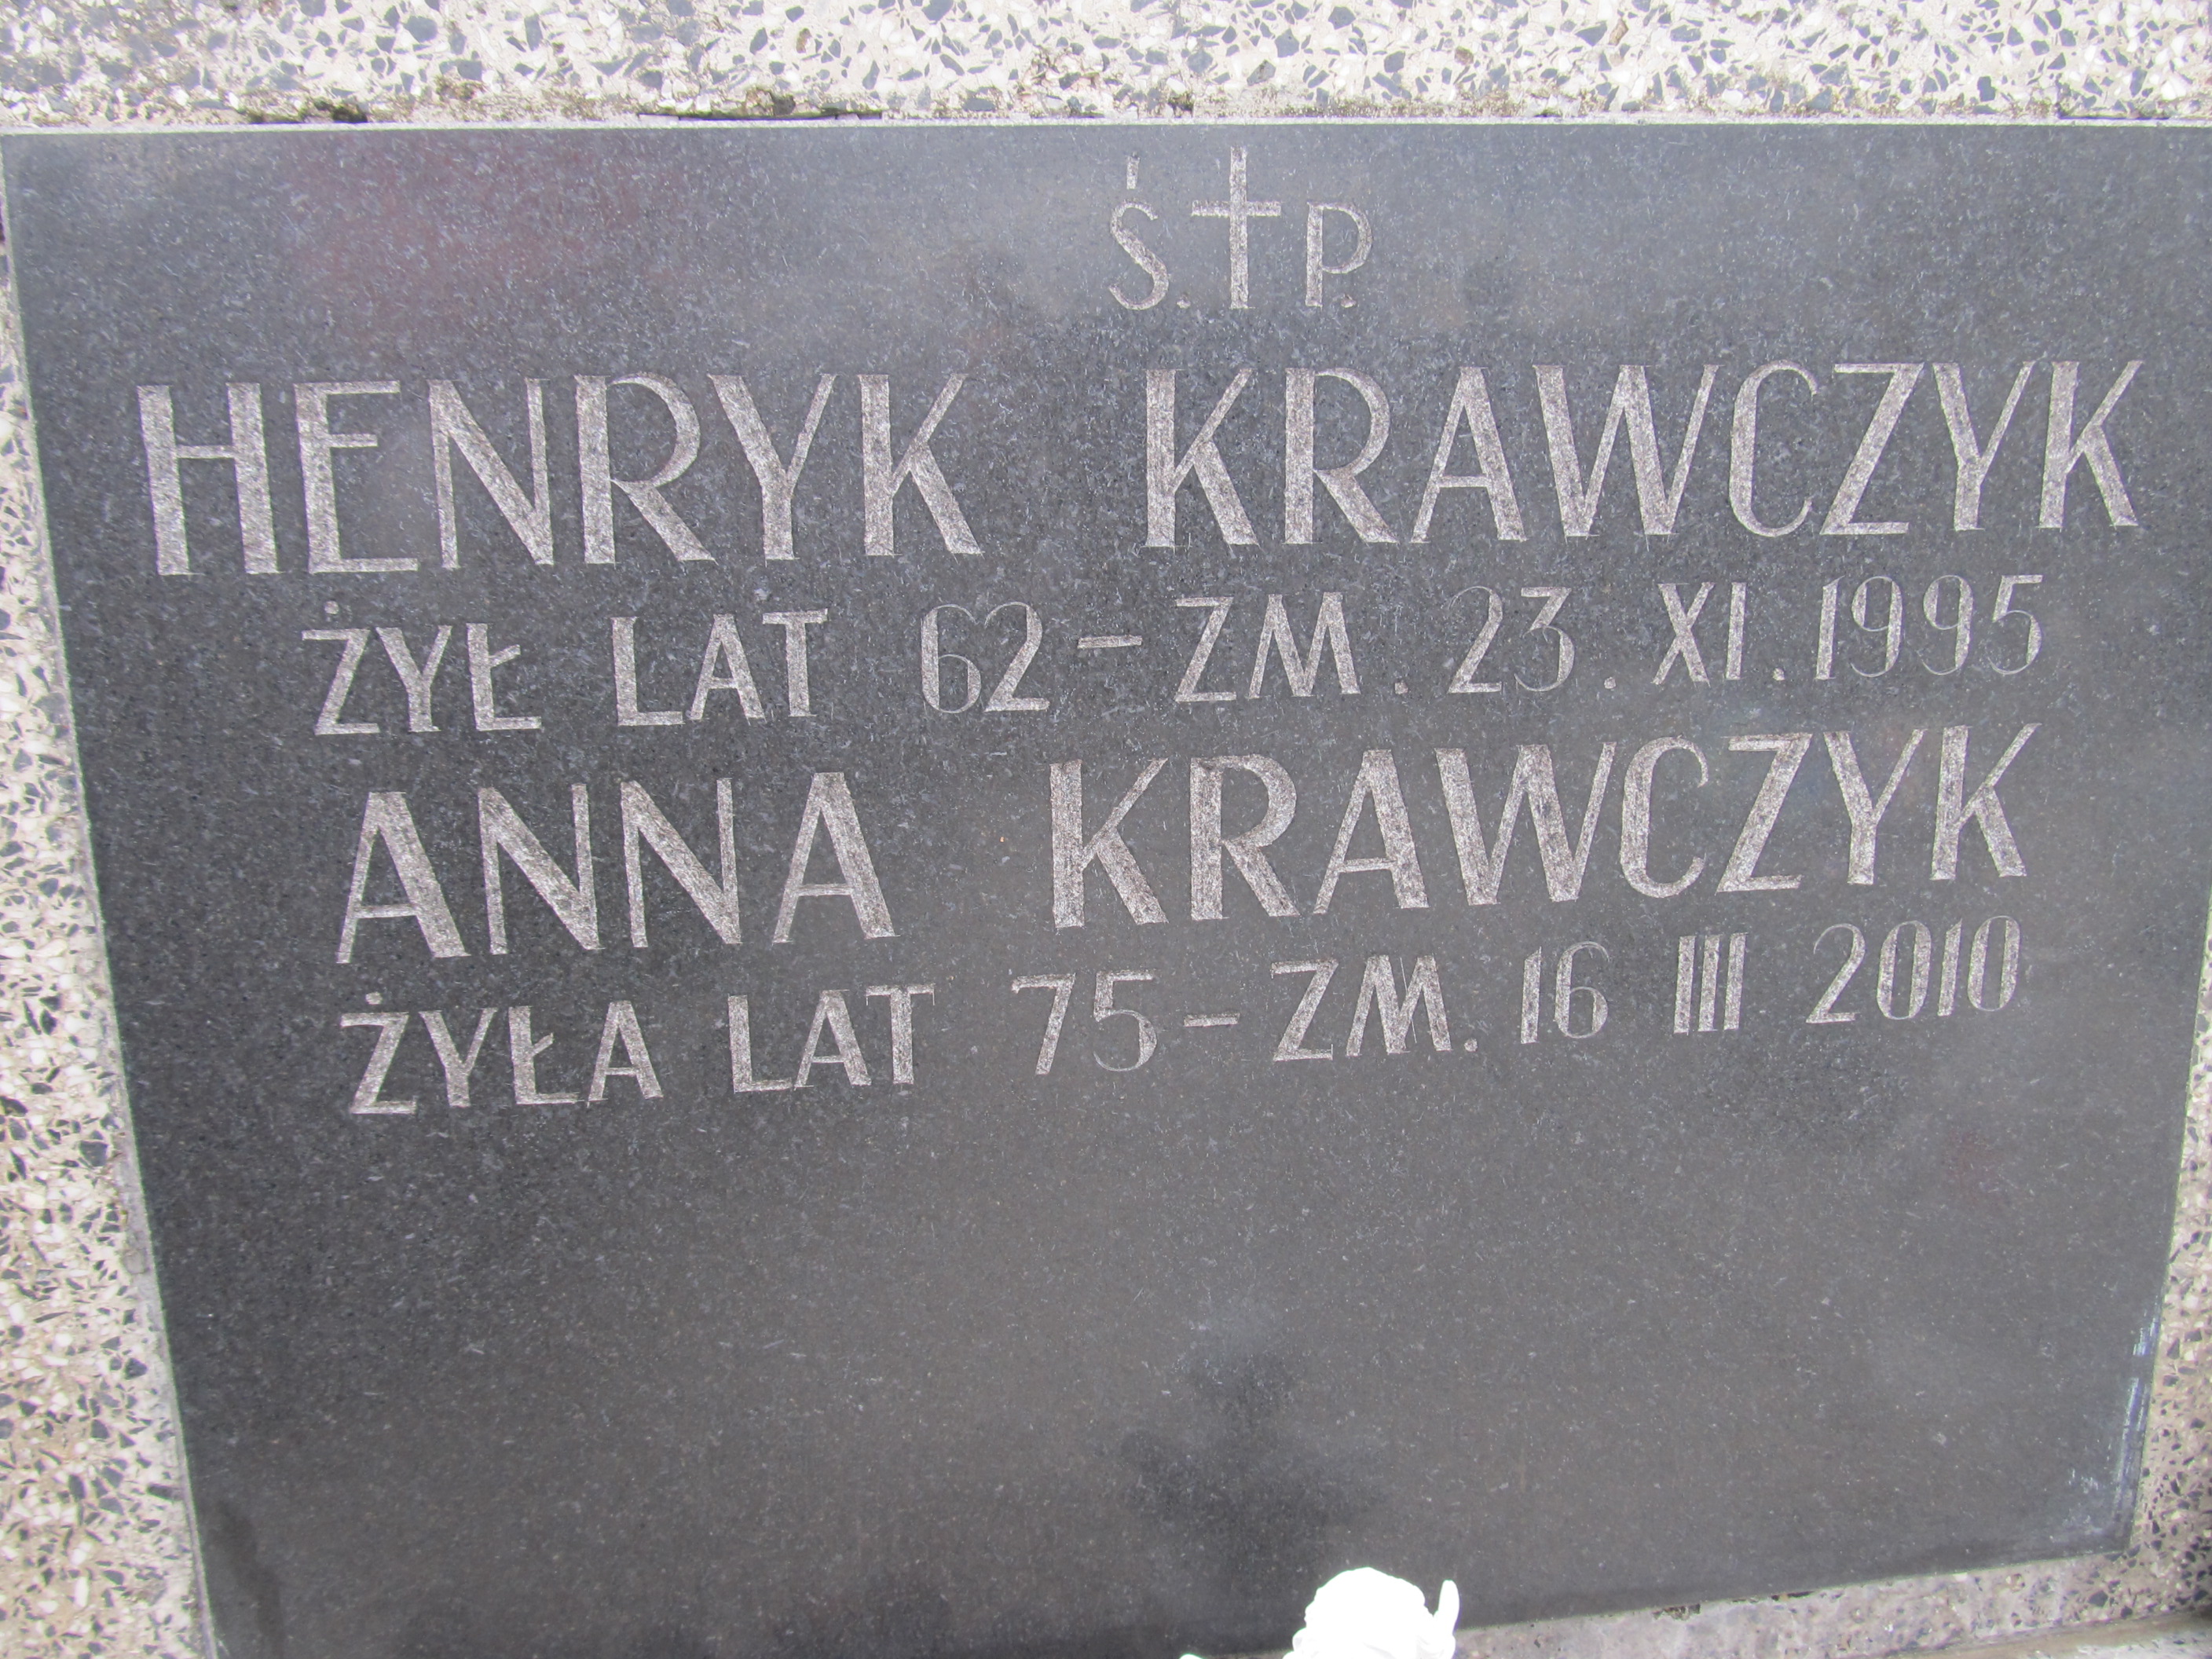 Ś.†P.
HENRYK KRAWCZYK
ŻYŁ LAT 62 - ZM. 23. XI. 1995
ANNA KRAWCZYK
ŻYŁA LAT 75 - ZM. 16 III 2010